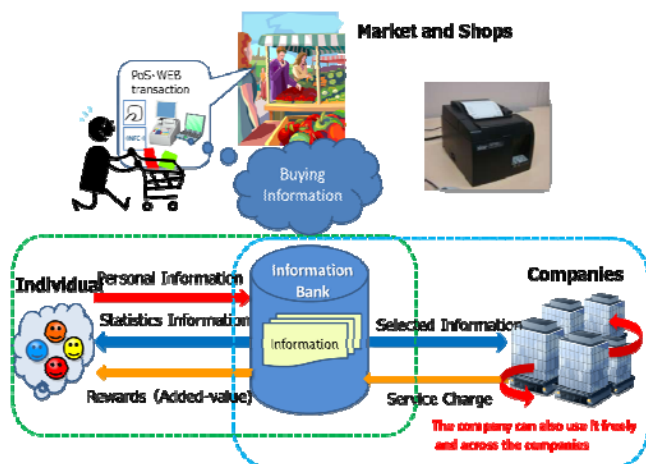 Market and Shops
PoS·WEB
transaction
Buying
Information
Individual
Personal Information
Statistics Information
Rewards (Added-value)
Information
Bank
Information
Companies
Selected Information
Service Charge
The company can also use it freely
and across the companies